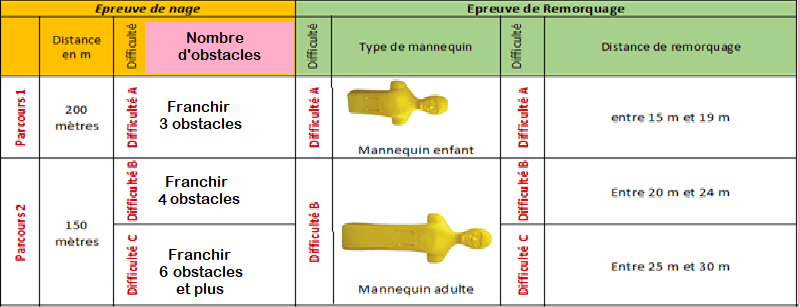 Epreuve de nage
Epreuve de Remorquage
Distance
en m
Difficulté
Nombre
d'obstacles
Difficulté
Type de mannequin
Difficulté
Distance de remorquage
Parcours 1
200
mètres
Difficulté A
Franchir
3 obstacles
Difficulté A
Mannequin enfant
Difficulté A
entre 15 m et 19 m
Parcours 2
150
mètres
Difficulté B
Franchir
4 obstacles
Difficulté B
Mannequin adulte
Difficulté B
Entre 20 m et 24 m
Difficulté C
Franchir
6 obstacles
et plus
Difficulté C
Entre 25 m et 30 m